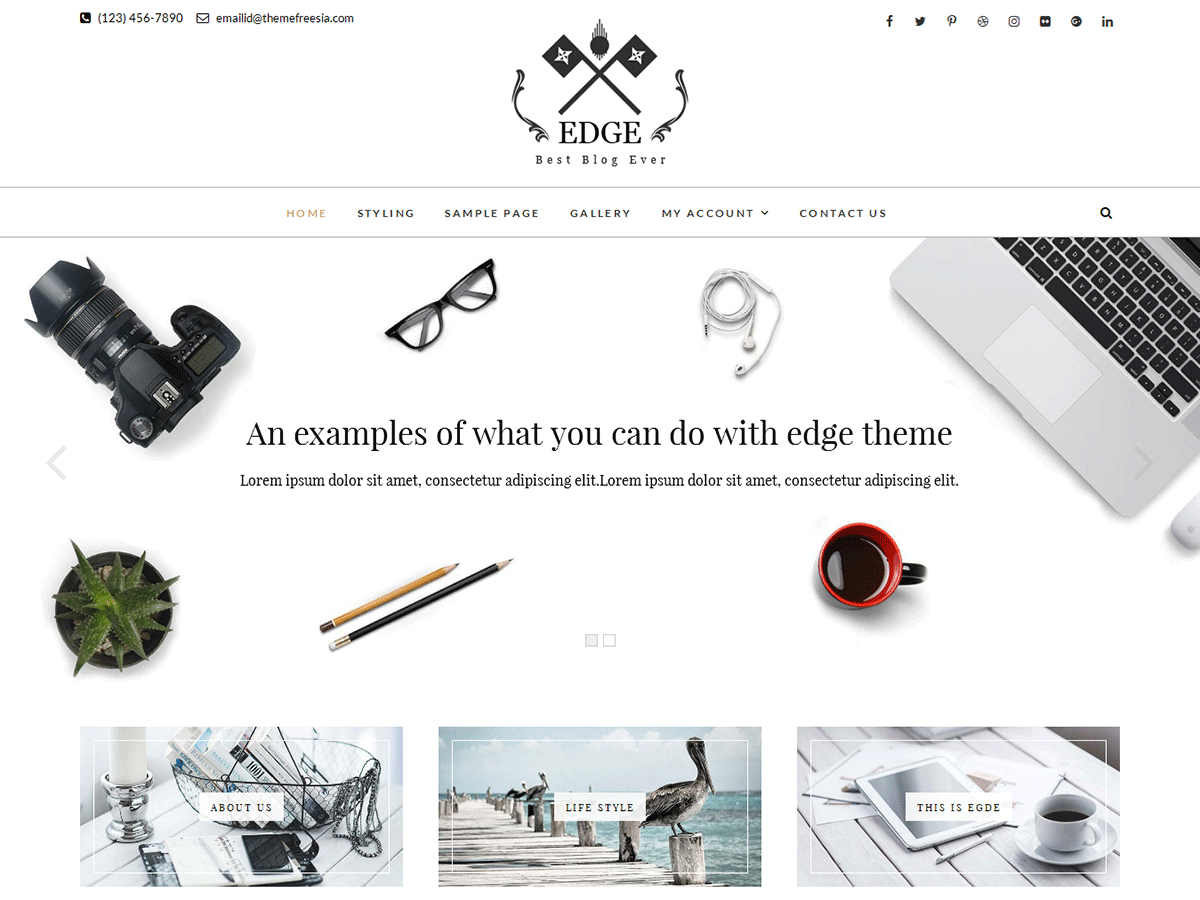 (123) 456-7890 emailid@themefreesia.com
EDGE
Best Blog Ever
HOME STYLING SAMPLE PAGE GALLERY MY ACCOUNT CONTACT US
An examples of what you can do with edge theme
Lorem ipsum dolor sit amet, consectetur adipiscing elit.Lorem ipsum dolor sit amet, consectetur adipiscing elit.
1001
ABOUT US LIFE STYLE THIS IS EGDE